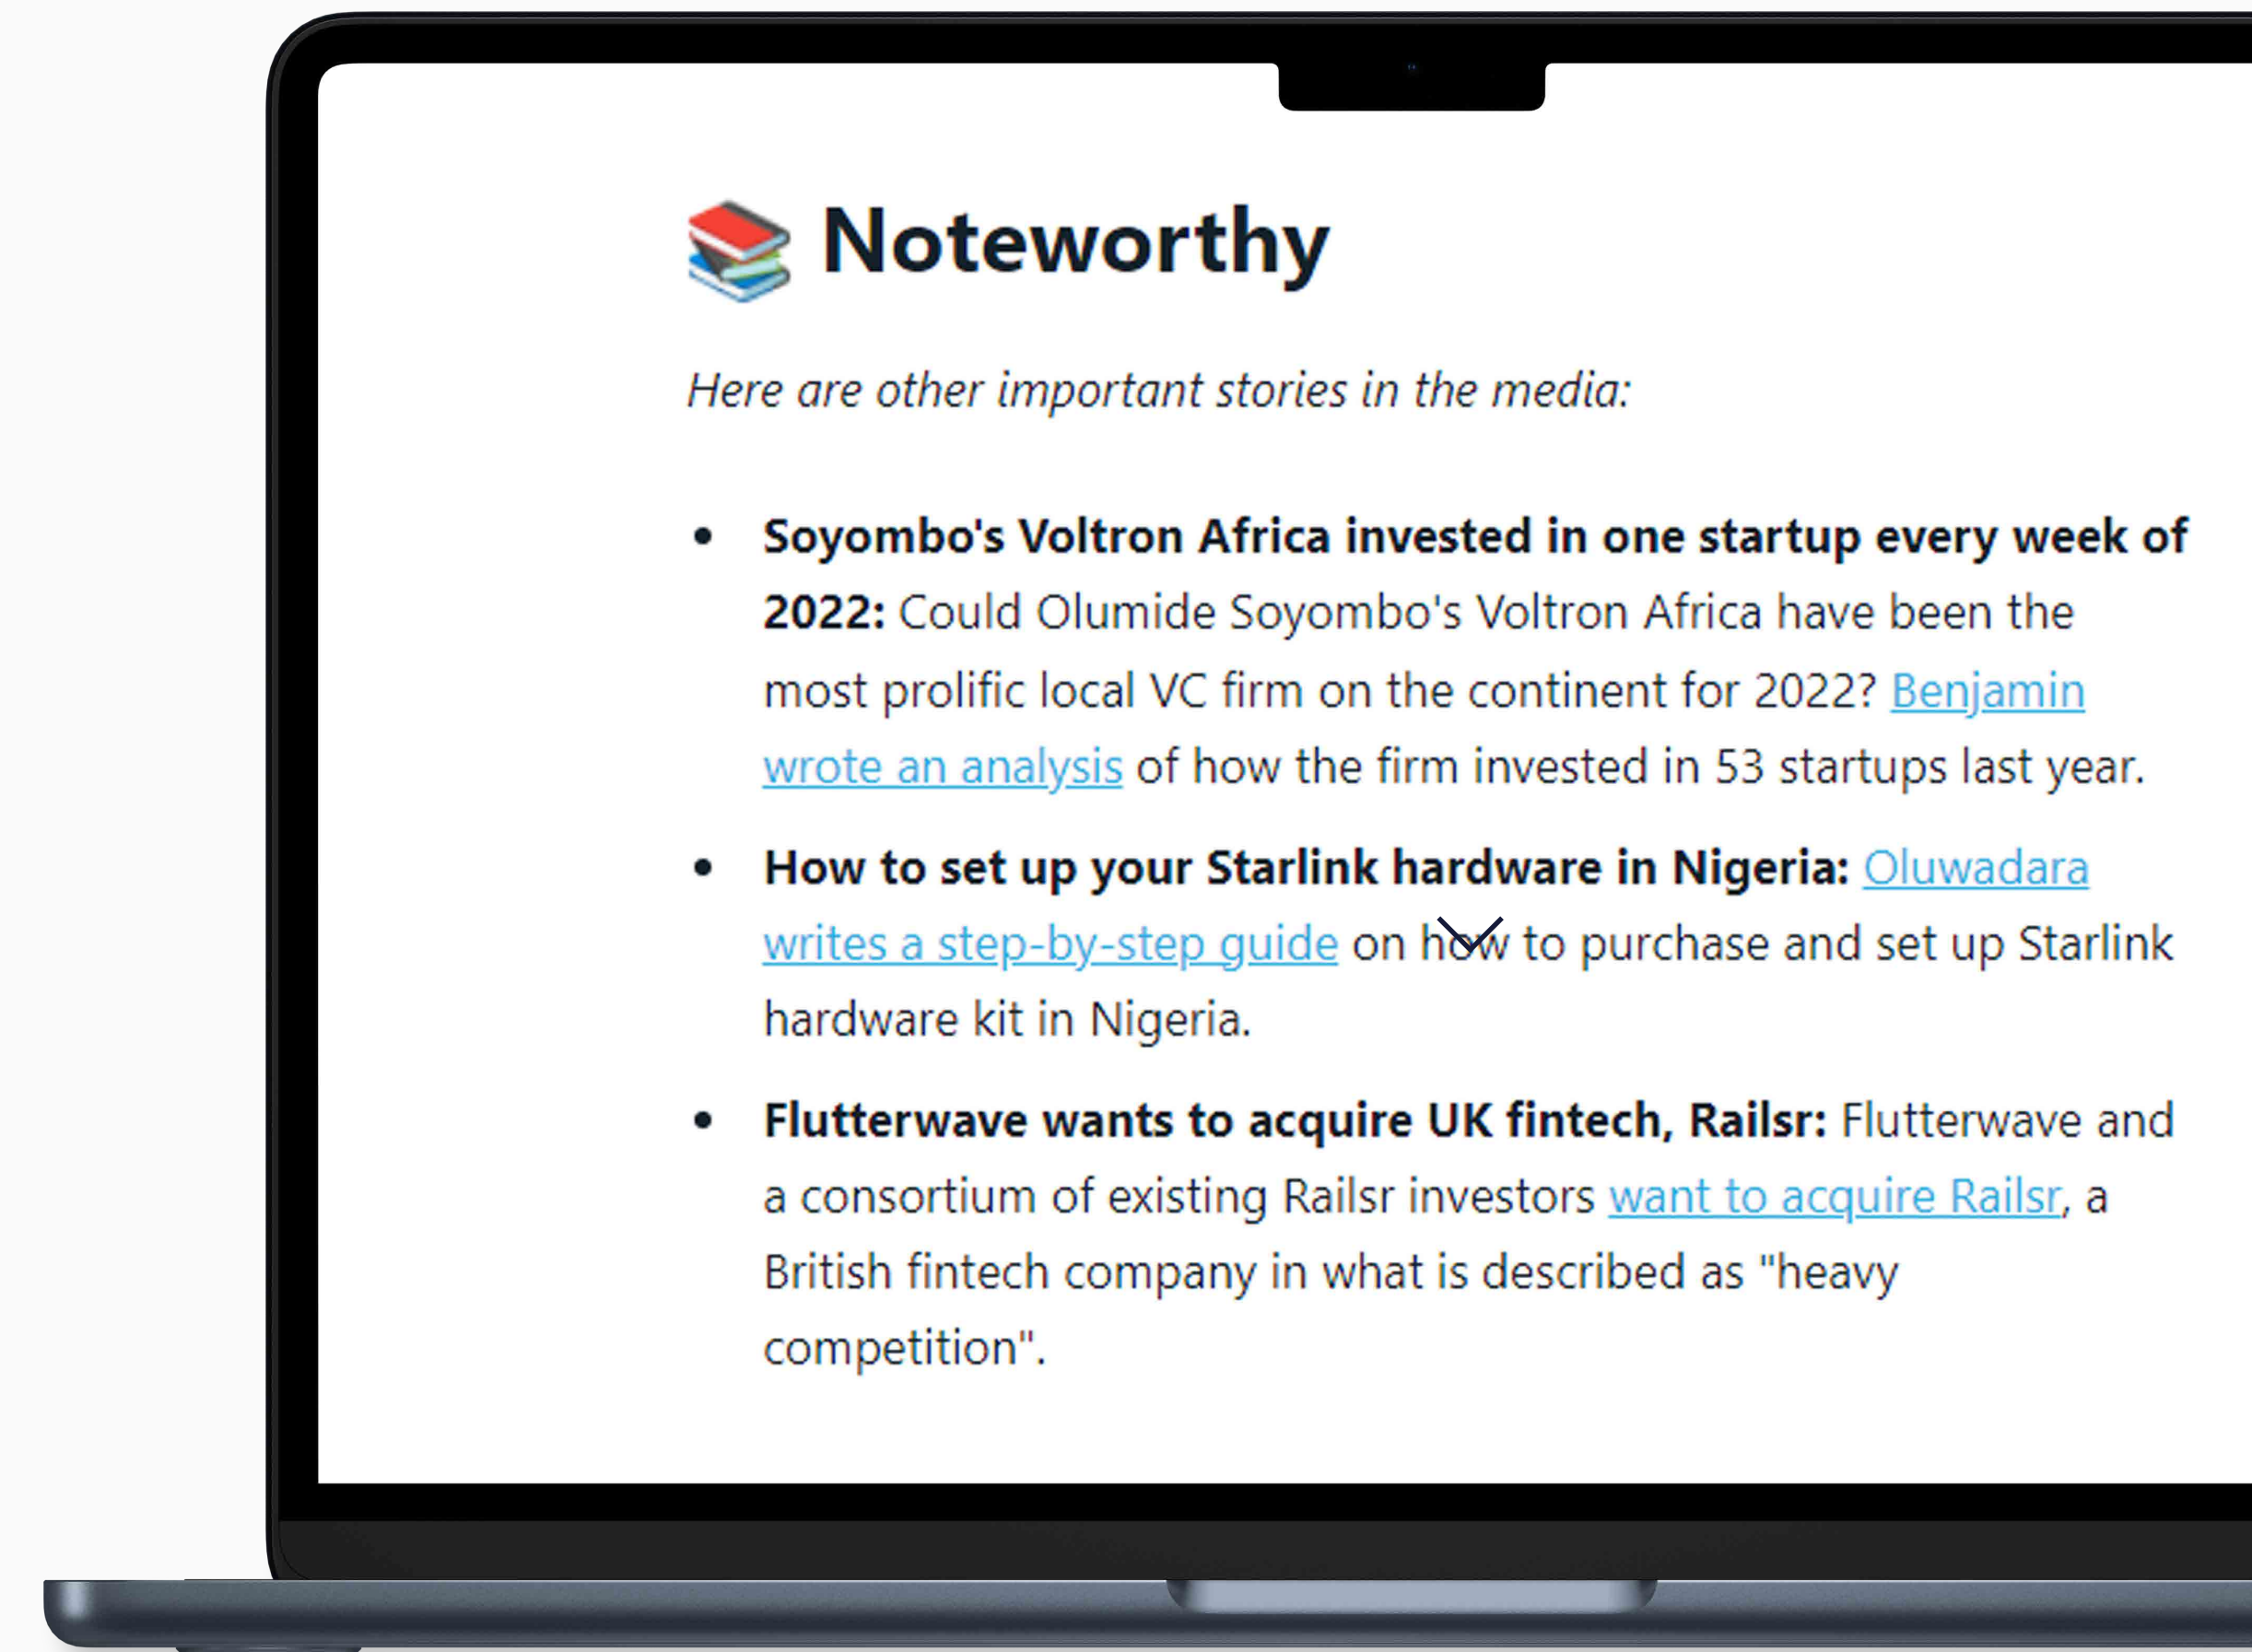 📚 Noteworthy
Here are other important stories in the media:
• Soyombo's Voltron Africa invested in one startup every week of
2022: Could Olumide Soyombo's Voltron Africa have been the
most prolific local VC firm on the continent for 2022? Benjamin
wrote an analysis of how the firm invested in 53 startups last year.
• How to set up your Starlink hardware in Nigeria: Oluwadara
writes a step-by-step guide on how to purchase and set up Starlink
hardware kit in Nigeria.
• Flutterwave wants to acquire UK fintech, Railsr: Flutterwave and
a consortium of existing Railsr investors want to acquire Railsr, a
British fintech company in what is described as "heavy
competition".